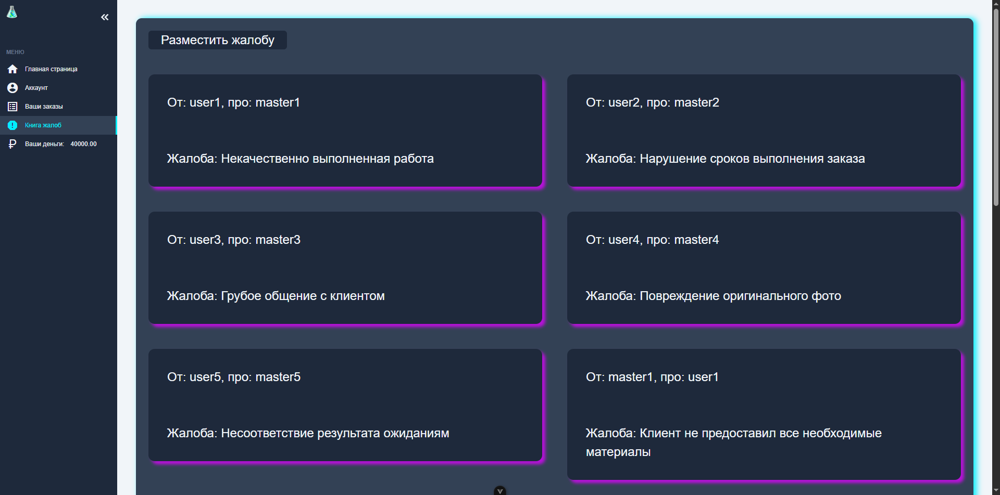 МЕНЮ
Главная страница
Аккаунт
Ваши заказы
Книга жалоб
Ваши деньги: 40000.00
Разместить жалобу
От: user1, про: master1
Жалоба: Некачественно выполненная работа
От: user2, про: master2
Жалоба: Нарушение сроков выполнения заказа
От: user3, про: master3
Жалоба: Грубое общение с клиентом
От: user4, про: master4
Жалоба: Повреждение оригинального фото
От: user5, про: master5
Жалоба: Несоответствие результата ожиданиям
От: master1, про: user1
Жалоба: Клиент не предоставил все необходимые
материалы